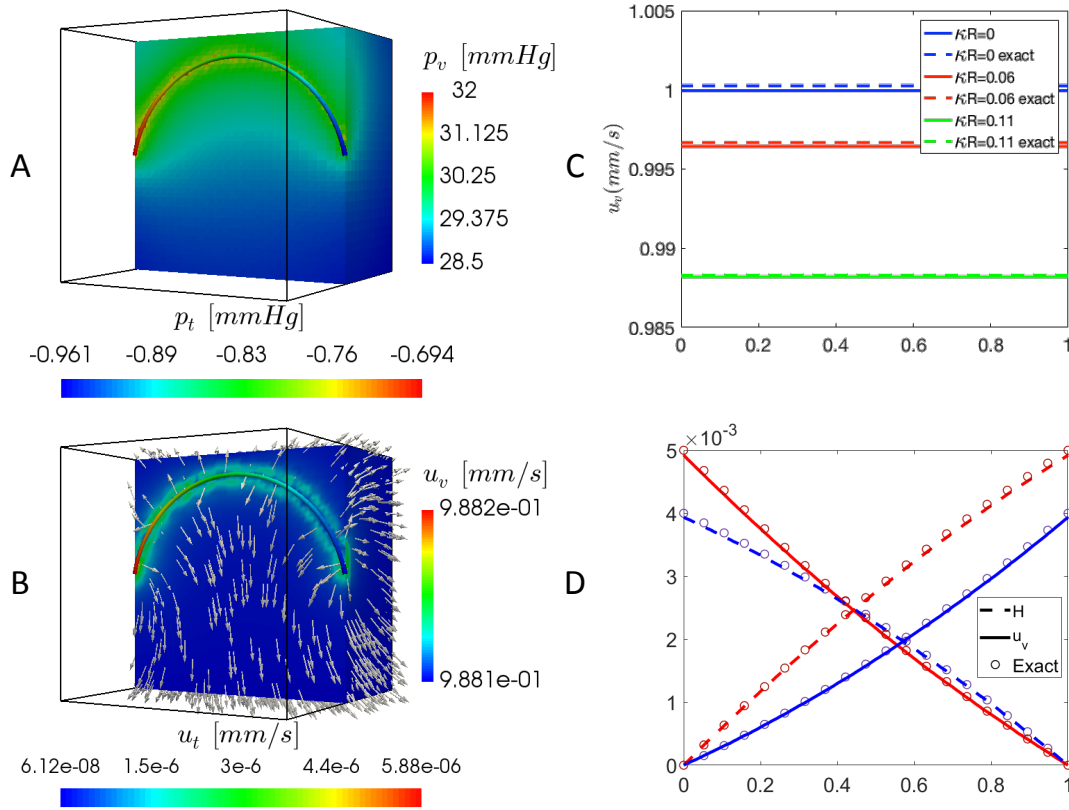 A
p_v [mmHg]
32
31.125
30.25
29.375
28.5
p_t [mmHg]
-0.961 -0.89 -0.83 -0.76 -0.694
B
u_v [mm/s]
9.882e-01
9.881e-01
u_t [mm/s]
6.12e-08 1.5e-6 3e-6 4.4e-6 5.88e-06
C
1.005
1
0.995
0.99
0.985
u_v(mm/s)
0 0.2 0.4 0.6 0.8 1
κR=0
κR=0 exact
κR=0.06
κR=0.06 exact
κR=0.11
κR=0.11 exact
D
×10⁻³
5
4
3
2
1
0
0 0.2 0.4 0.6 0.8 1
H
u_v
Exact